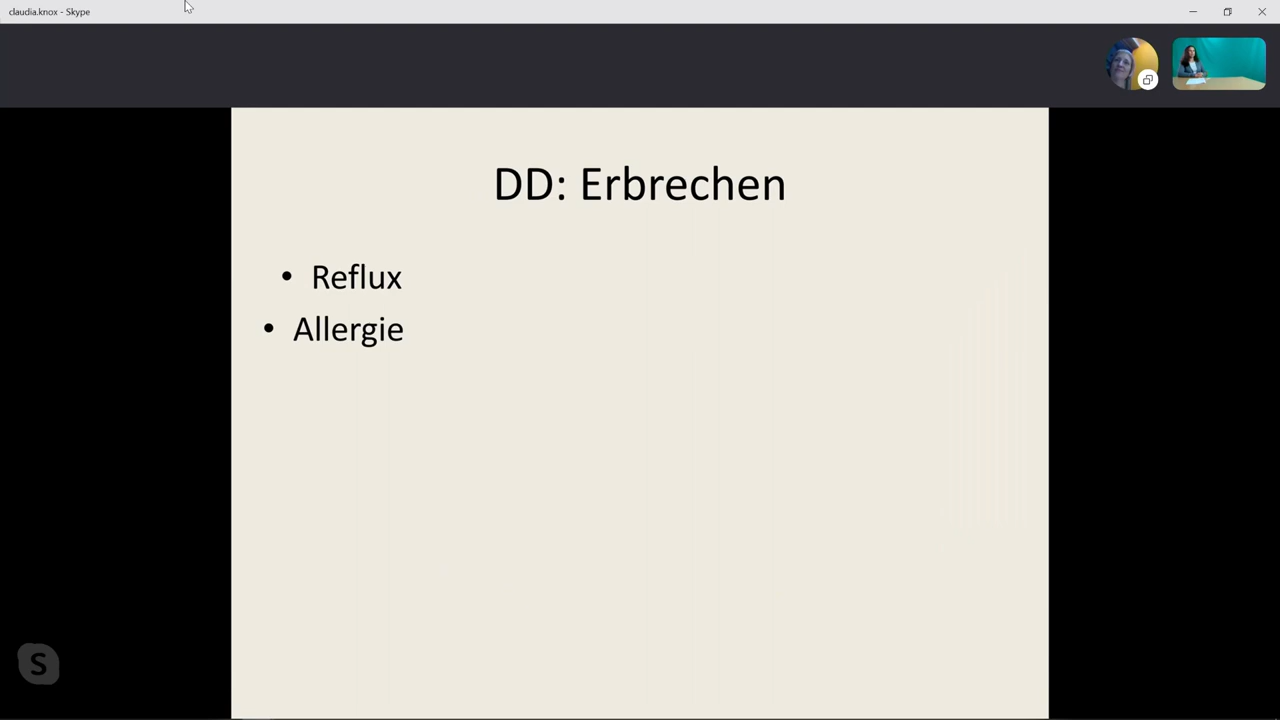 claudia.knox - Skype
DD: Erbrechen
• Reflux
• Allergie
S